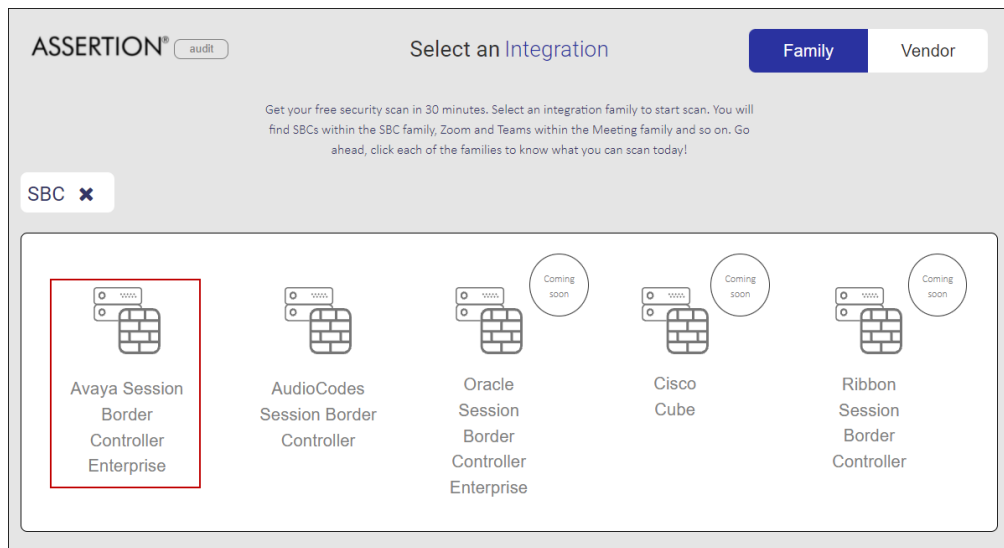 ASSERTION® audit
Select an Integration
Family
Vendor
Get your free security scan in 30 minutes. Select an integration family to start scan. You will
find SBCs within the SBC family, Zoom and Teams within the Meeting family and so on. Go
ahead, click each of the families to know what you can scan today!
SBC ✖
Avaya Session
Border
Controller
Enterprise
AudioCodes
Session Border
Controller
Coming
soon
Oracle
Session
Border
Controller
Enterprise
Coming
soon
Cisco
Cube
Coming
soon
Ribbon
Session
Border
Controller